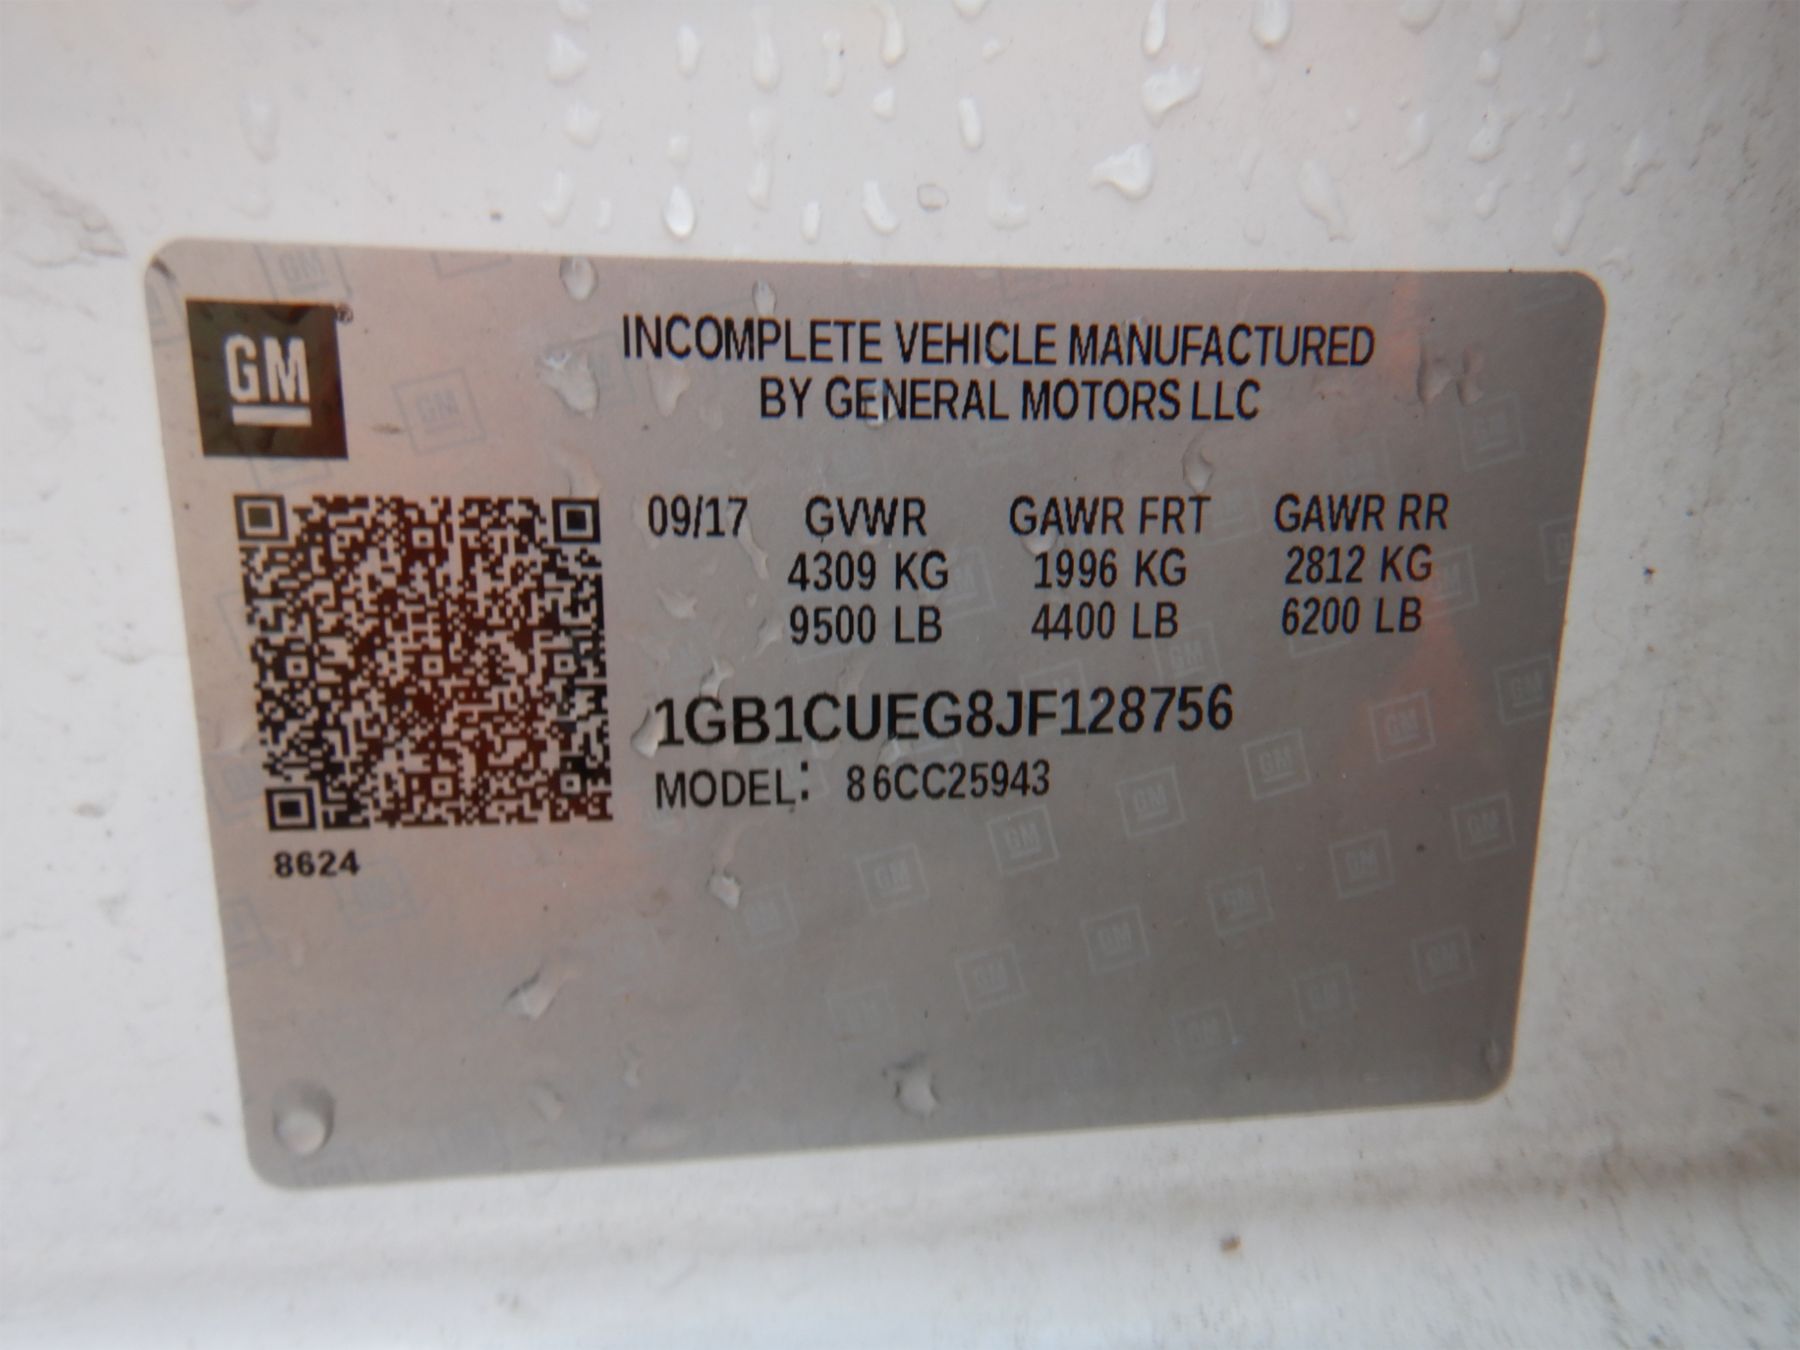 GM
INCOMPLETE VEHICLE MANUFACTURED
BY GENERAL MOTORS LLC
09/17 GVWR GAWR FRT GAWR RR
4309 KG 1996 KG 2812 KG
9500 LB 4400 LB 6200 LB
1GB1CUEG8JF128756
MODEL: 86CC25943
8624